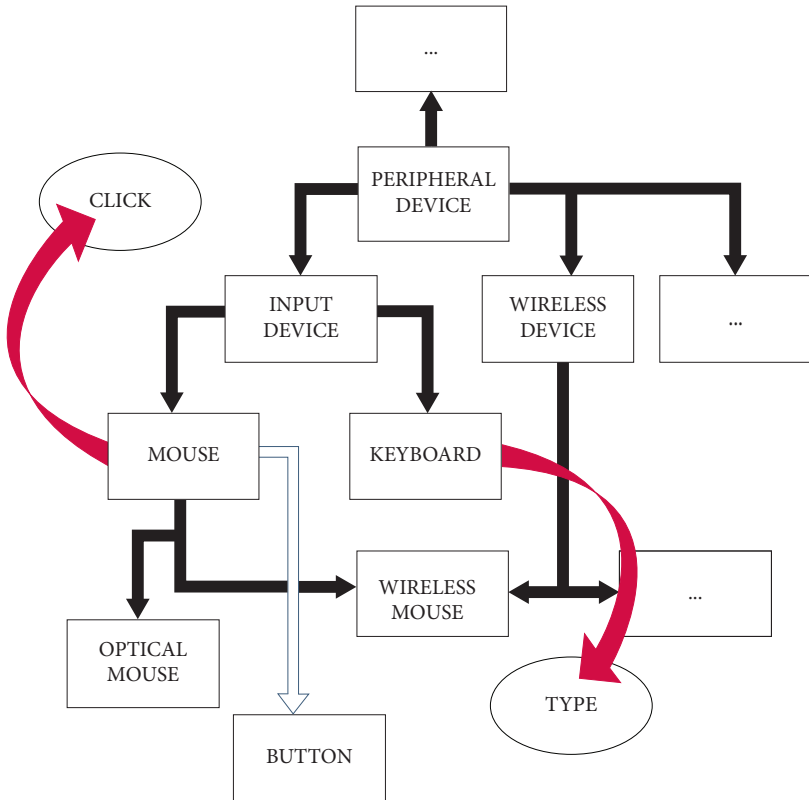 ...
PERIPHERAL
DEVICE
CLICK
INPUT
DEVICE
WIRELESS
DEVICE
...
MOUSE
KEYBOARD
WIRELESS
MOUSE
...
OPTICAL
MOUSE
TYPE
BUTTON